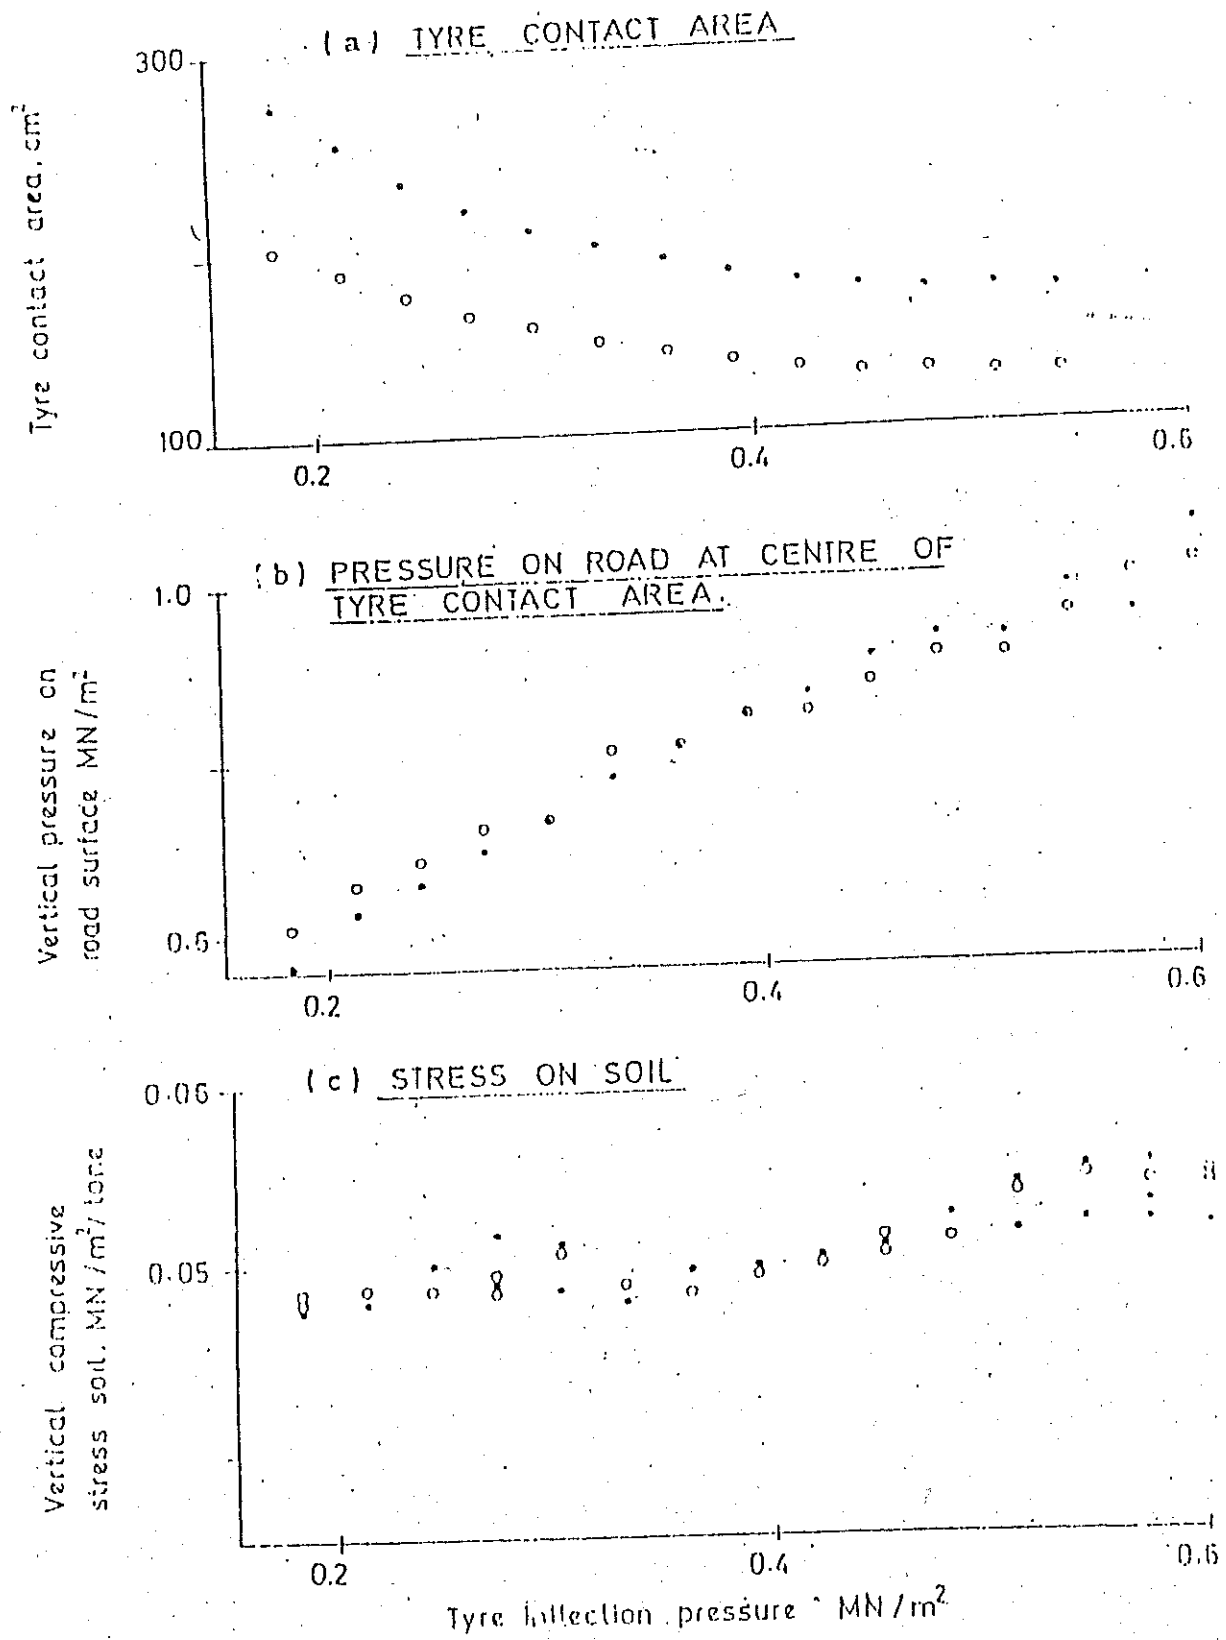 (a) TYRE CONTACT AREA
300
100
Tyre contact area, cm²
0.2
0.4
0.6
(b) PRESSURE ON ROAD AT CENTRE OF
TYRE CONTACT AREA.
1.0
0.6
Vertical pressure on
road surface MN/m²
0.2
0.4
0.6
(c) STRESS ON SOIL
0.06
0.05
Vertical compressive
stress soil. MN/m²/tone
0.2
0.4
0.6
Tyre Inllection pressure MN/m²